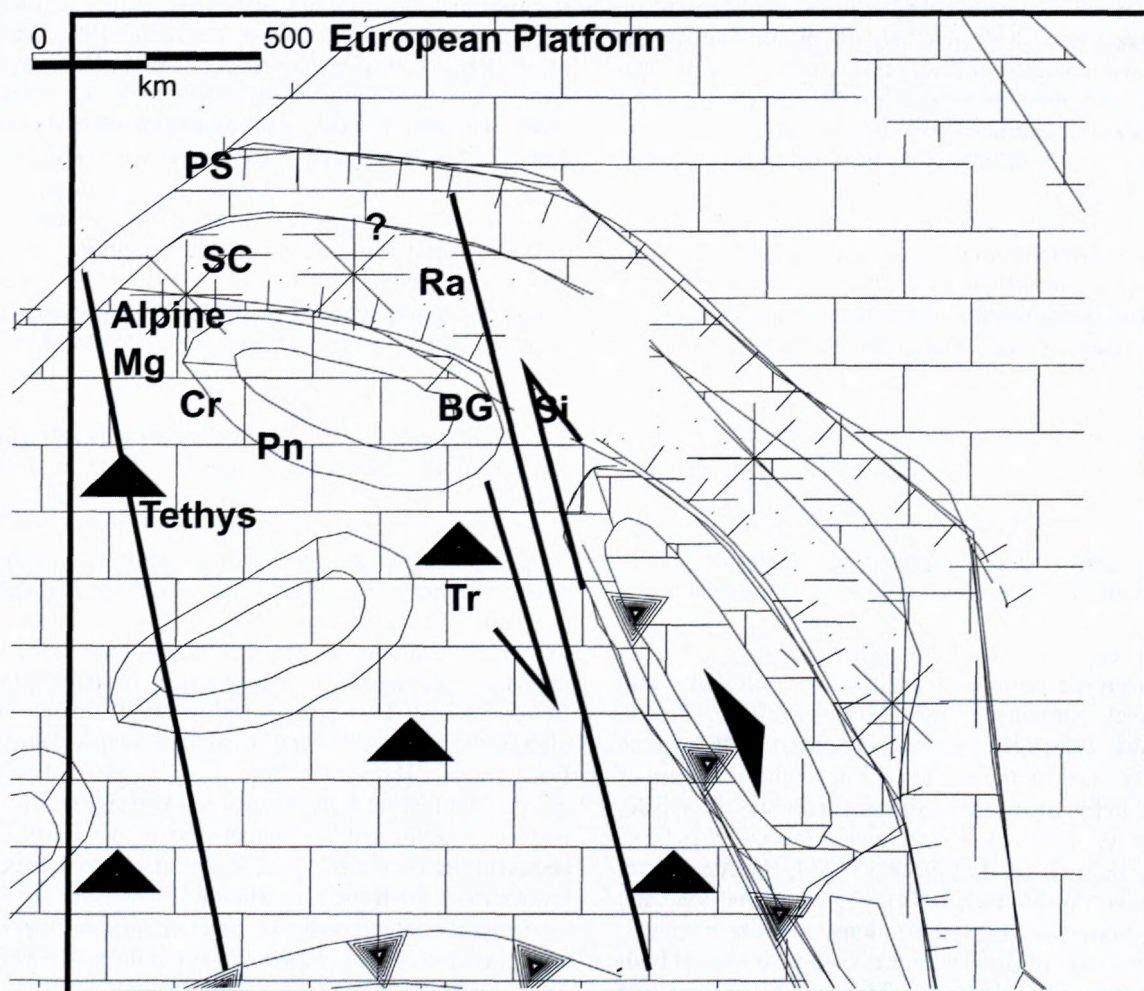 0 500 European Platform
km
PS
?
SC
Ra
Alpine
Mg
Cr
BG Si
Pn
Tethys
Tr